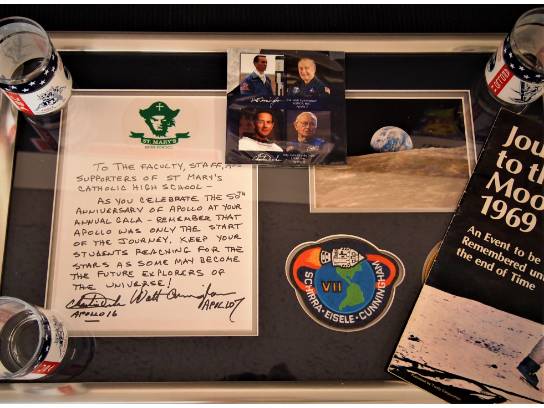 ST. MARY'S
TO THE FACULTY, STAFF, AND
SUPPORTERS OF ST MARY'S
CATHOLIC HIGH SCHOOL -
AS YOU CELEBRATE THE 50TH
ANNIVERSARY OF APOLLO AT YOUR
ANNUAL GALA - REMEMBER THAT
APOLLO WAS ONLY THE START
OF THE JOURNEY. KEEP YOUR
STUDENTS REACHING FOR THE
STARS AS SOME MAY BECOME
THE FUTURE EXPLORERS OF
THE UNIVERSE!
Walt Cunningham
APOLLO 16
APOLLO 7
VII
SCHIRRA · EISELE · CUNNINGHAM
Jou
to th
Moo
1969
An Event to be
Remembered un
the end of Time